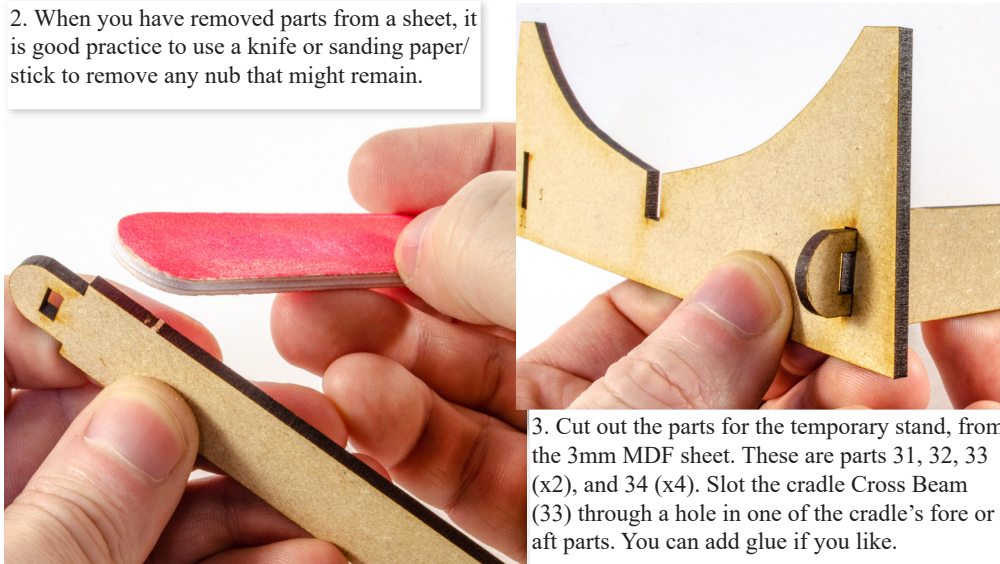 2. When you have removed parts from a sheet, it
is good practice to use a knife or sanding paper/
stick to remove any nub that might remain.
3. Cut out the parts for the temporary stand, from
the 3mm MDF sheet. These are parts 31, 32, 33
(x2), and 34 (x4). Slot the cradle Cross Beam
(33) through a hole in one of the cradle's fore or
aft parts. You can add glue if you like.